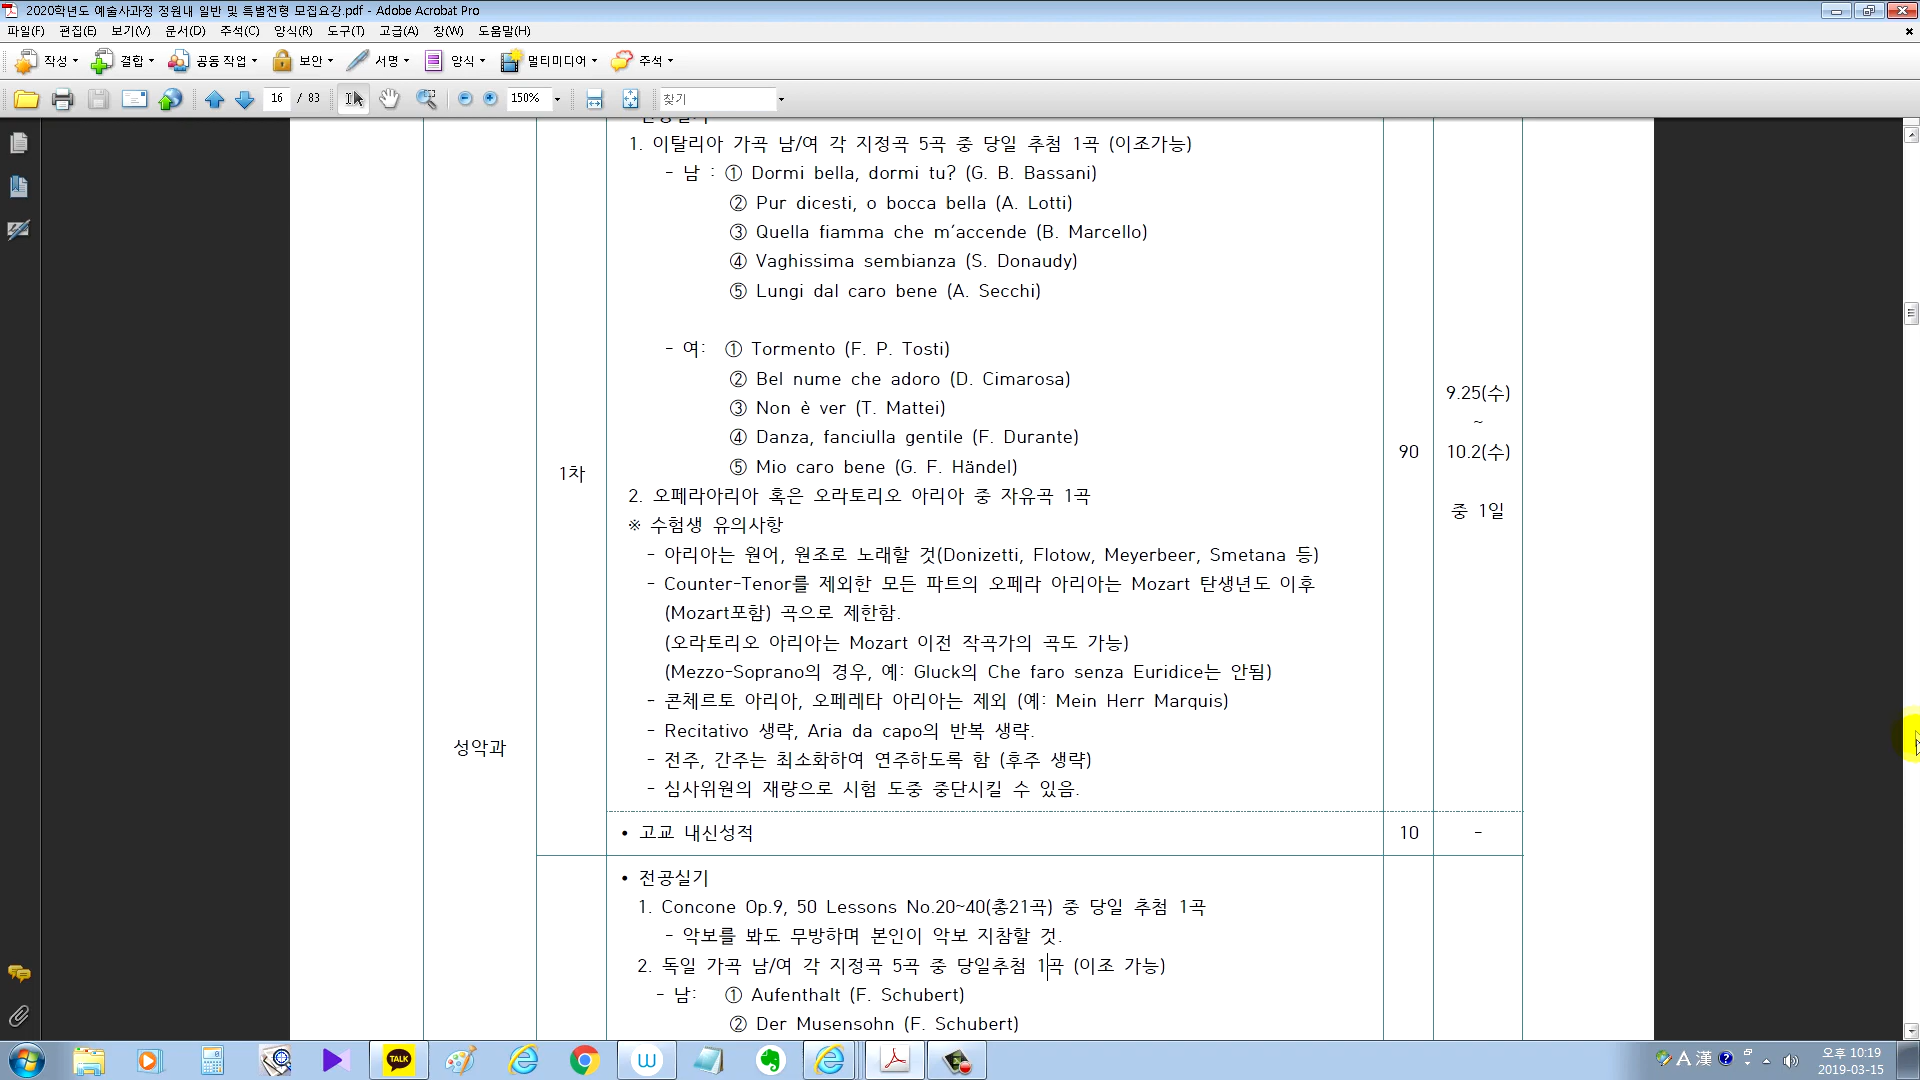 2020학년도 예술사과정 정원내 일반 및 특별전형 모집요강.pdf - Adobe Acrobat Pro
파일(F) 편집(E) 보기(V) 문서(D) 주석(C) 양식(R) 도구(T) 고급(A) 창(W) 도움말(H)
작성 결합 공동 작업 보안 서명 양식 멀티미디어 주석
16 / 83 150% 찾기
1. 이탈리아 가곡 남/여 각 지정곡 5곡 중 당일 추첨 1곡 (이조가능)
- 남 : ① Dormi bella, dormi tu? (G. B. Bassani)
② Pur dicesti, o bocca bella (A. Lotti)
③ Quella fiamma che m'accende (B. Marcello)
④ Vaghissima sembianza (S. Donaudy)
⑤ Lungi dal caro bene (A. Secchi)
- 여: ① Tormento (F. P. Tosti)
② Bel nume che adoro (D. Cimarosa)
③ Non è ver (T. Mattei)
④ Danza, fanciulla gentile (F. Durante)
⑤ Mio caro bene (G. F. Händel)
2. 오페라아리아 혹은 오라토리오 아리아 중 자유곡 1곡
※ 수험생 유의사항
- 아리아는 원어, 원조로 노래할 것(Donizetti, Flotow, Meyerbeer, Smetana 등)
- Counter-Tenor를 제외한 모든 파트의 오페라 아리아는 Mozart 탄생년도 이후
(Mozart포함) 곡으로 제한함.
(오라토리오 아리아는 Mozart 이전 작곡가의 곡도 가능)
(Mezzo-Soprano의 경우, 예: Gluck의 Che faro senza Euridice는 안됨)
- 콘체르토 아리아, 오페레타 아리아는 제외 (예: Mein Herr Marquis)
- Recitativo 생략, Aria da capo의 반복 생략.
- 전주, 간주는 최소화하여 연주하도록 함 (후주 생략)
- 심사위원의 재량으로 시험 도중 중단시킬 수 있음.
1차
90
9.25(수)
~
10.2(수)
중 1일
성악과
• 고교 내신성적 10 -
• 전공실기
1. Concone Op.9, 50 Lessons No.20~40(총21곡) 중 당일 추첨 1곡
- 악보를 봐도 무방하며 본인이 악보 지참할 것.
2. 독일 가곡 남/여 각 지정곡 5곡 중 당일추첨 1곡 (이조 가능)
- 남: ① Aufenthalt (F. Schubert)
② Der Musensohn (F. Schubert)
TALK
A 漢
오후 10:19
2019-03-15